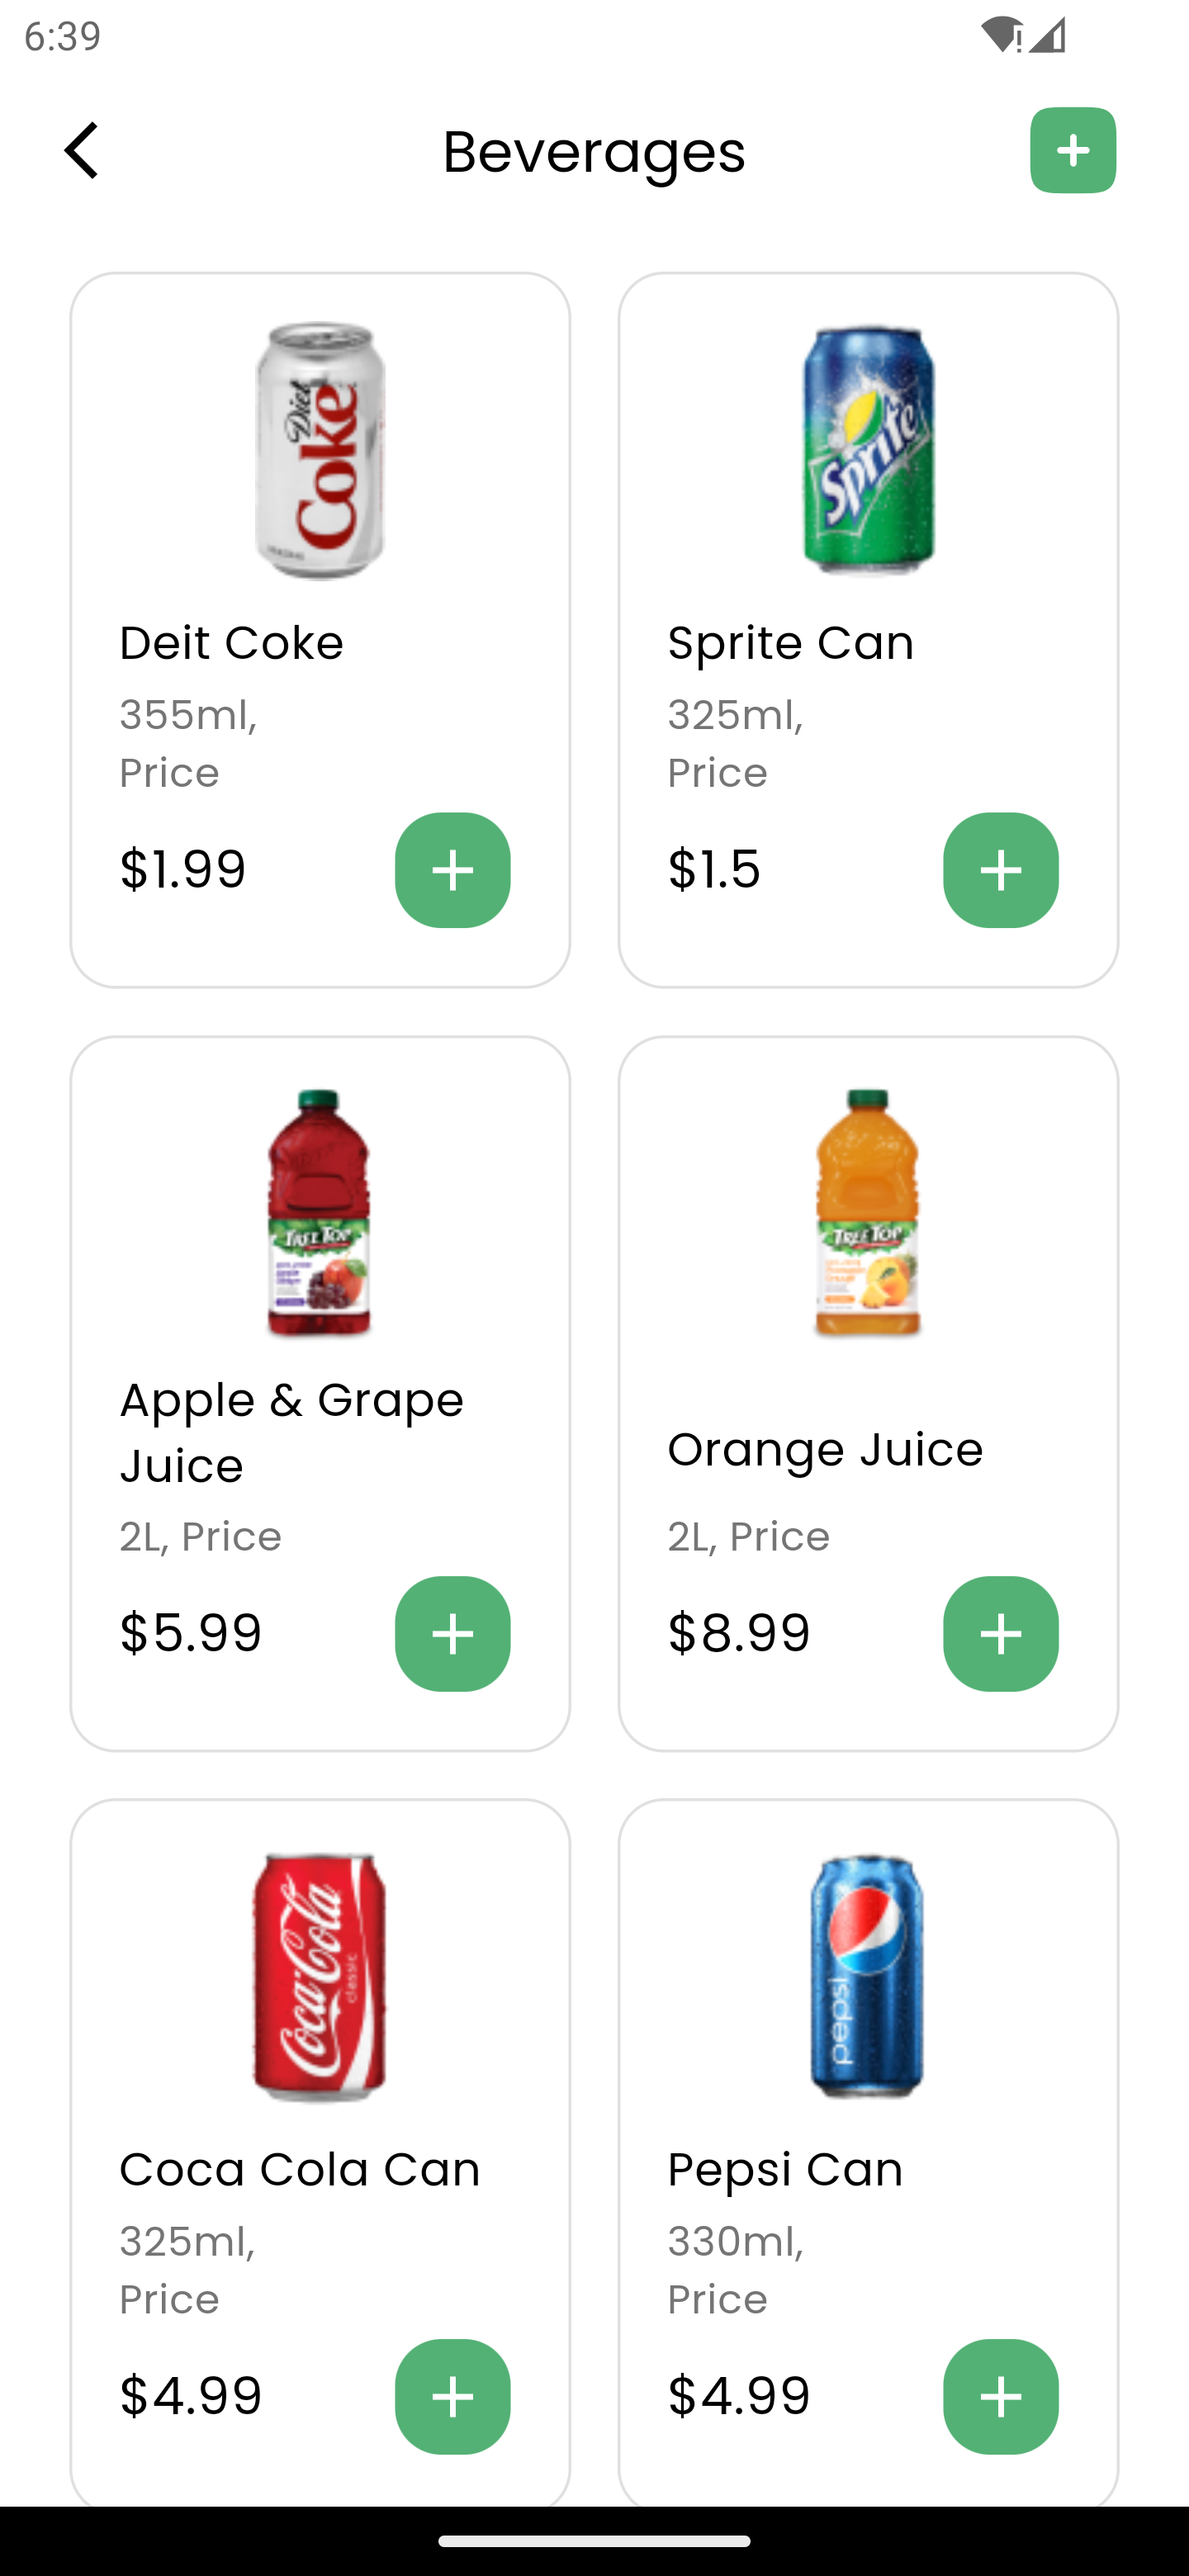 6:39
Beverages
Diet
Coke
Sprite
Deit Coke
Sprite Can
355ml,
Price
325ml,
Price
$1.99
$1.5
TREE TOP
TREE TOP
Apple & Grape
Juice
Orange Juice
2L, Price
2L, Price
$5.99
$8.99
Coca-Cola
classic
pepsi
Coca Cola Can
Pepsi Can
325ml,
Price
330ml,
Price
$4.99
$4.99